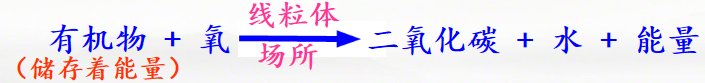 线粒体
有机物 + 氧 → 二氧化碳 + 水 + 能量
场所
(储存着能量)